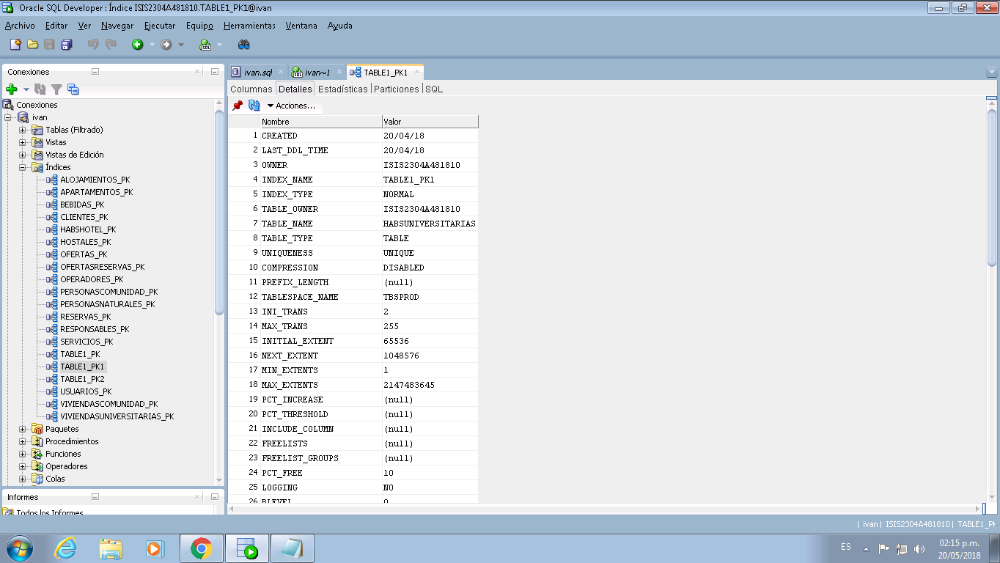 Oracle SQL Developer : Índice ISIS2304A481810.TABLE1_PK1@ivan
Archivo Editar Ver Navegar Ejecutar Equipo Herramientas Ventana Ayuda
Conexiones
Conexiones
ivan
Tablas (Filtrado)
Vistas
Vistas de Edición
Índices
ALOJAMIENTOS_PK
APARTAMENTOS_PK
BEBIDAS_PK
CLIENTES_PK
HABSHOTEL_PK
HOSTALES_PK
OFERTAS_PK
OFERTASRESERVAS_PK
OPERADORES_PK
PERSONASCOMUNIDAD_PK
PERSONASNATURALES_PK
RESERVAS_PK
RESPONSABLES_PK
SERVICIOS_PK
TABLE1_PK
TABLE1_PK1
TABLE1_PK2
USUARIOS_PK
VIVIENDASCOMUNIDAD_PK
VIVIENDASUNIVERSITARIAS_PK
Paquetes
Procedimientos
Funciones
Operadores
Colas
Informes
Todos los Informes
ivan.sql ivan~1 TABLE1_PK1
Columnas Detalles Estadísticas Particiones SQL
Acciones...
Nombre Valor
1 CREATED 20/04/18
2 LAST_DDL_TIME 20/04/18
3 OWNER ISIS2304A481810
4 INDEX_NAME TABLE1_PK1
5 INDEX_TYPE NORMAL
6 TABLE_OWNER ISIS2304A481810
7 TABLE_NAME HABSUNIVERSITARIAS
8 TABLE_TYPE TABLE
9 UNIQUENESS UNIQUE
10 COMPRESSION DISABLED
11 PREFIX_LENGTH (null)
12 TABLESPACE_NAME TBSPROD
13 INI_TRANS 2
14 MAX_TRANS 255
15 INITIAL_EXTENT 65536
16 NEXT_EXTENT 1048576
17 MIN_EXTENTS 1
18 MAX_EXTENTS 2147483645
19 PCT_INCREASE (null)
20 PCT_THRESHOLD (null)
21 INCLUDE_COLUMN (null)
22 FREELISTS (null)
23 FREELIST_GROUPS (null)
24 PCT_FREE 10
25 LOGGING NO
26 BLEVEL 0
| ivan | ISIS2304A481810 | TABLE1_PK
ES
02:15 p.m.
20/05/2018